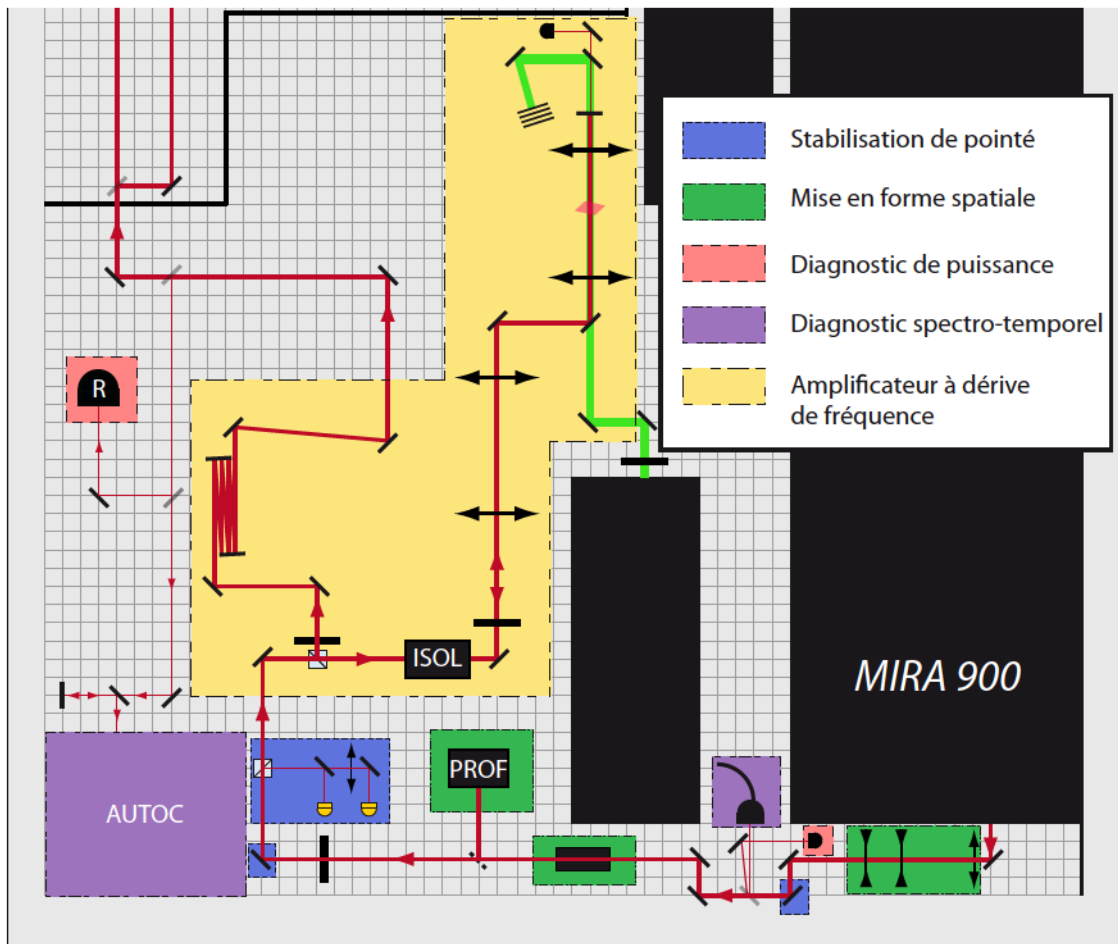 Stabilisation de pointé
Mise en forme spatiale
Diagnostic de puissance
Diagnostic spectro-temporel
Amplificateur à dérive
de fréquence
R
ISOL
MIRA 900
PROF
AUTOC